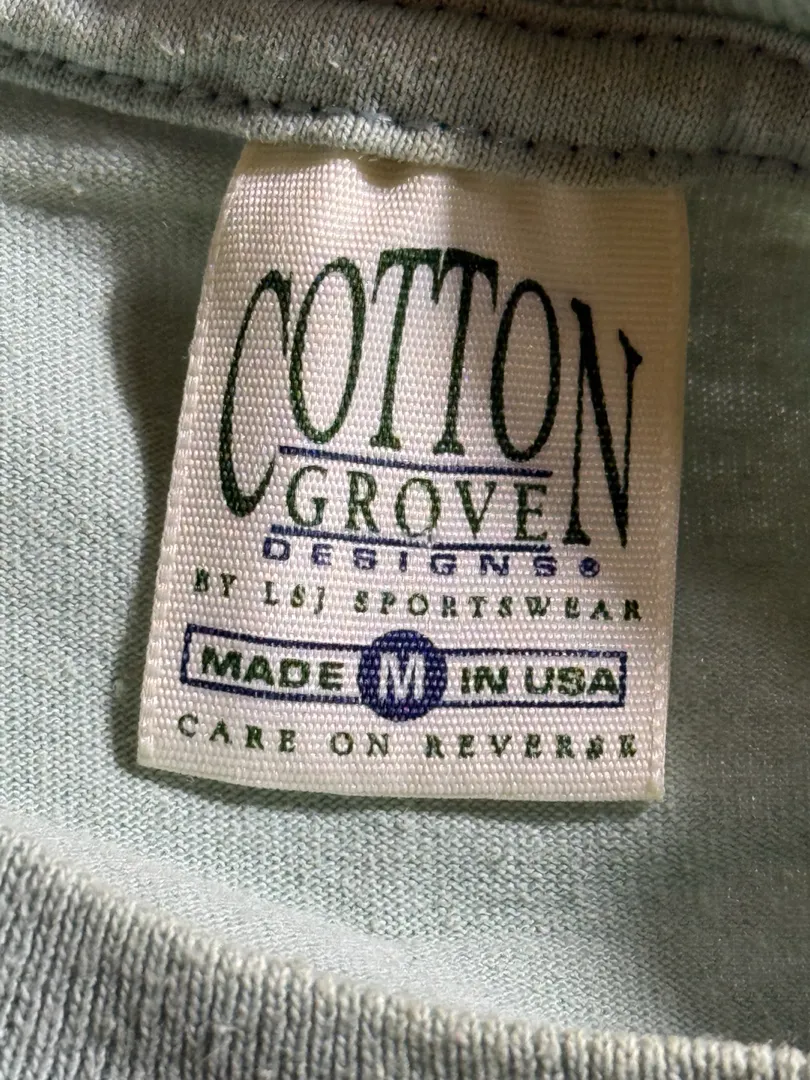 COTTON
GROVE
DESIGNS®
BY LSJ SPORTSWEAR
MADE M IN USA
CARE ON REVERSE